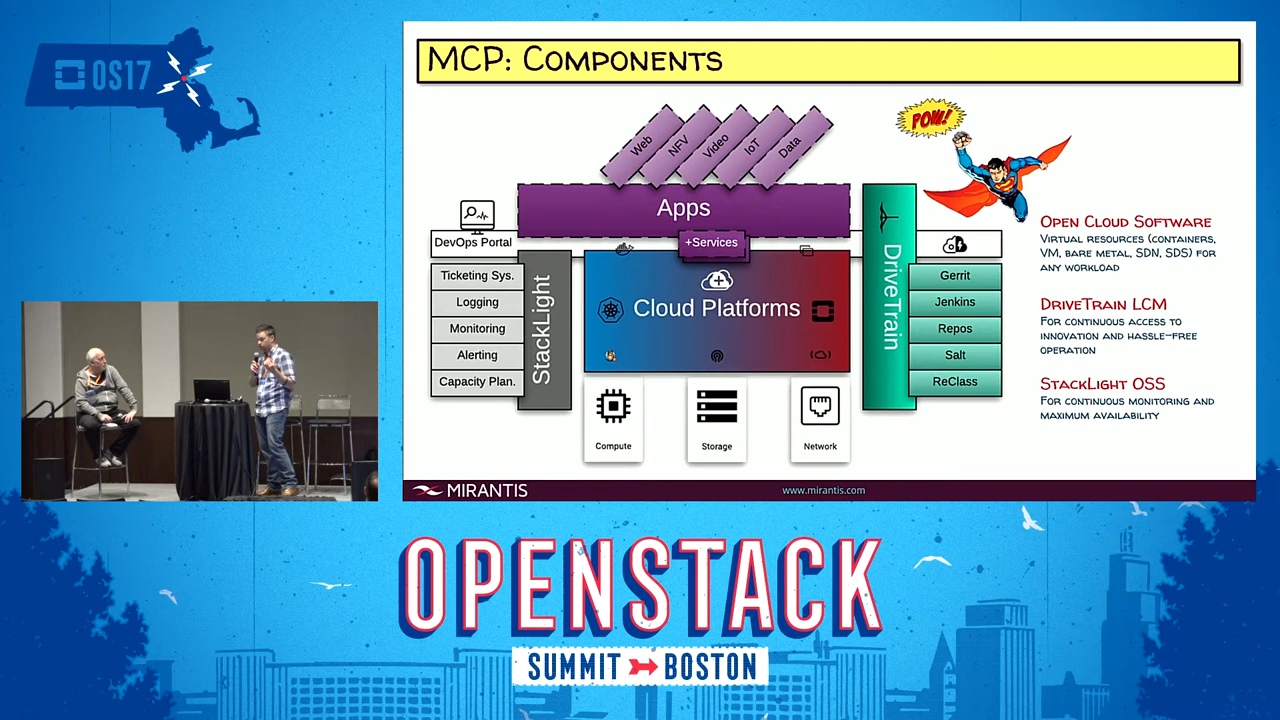 OS17
MCP: Components
POW!
Web
NFV
Video
IoT
Data
Apps
+Services
DevOps Portal
Ticketing Sys.
Logging
Monitoring
Alerting
Capacity Plan.
StackLight
Cloud Platforms
DriveTrain
Gerrit
Jenkins
Repos
Salt
ReClass
Compute
Storage
Network
Open Cloud Software
Virtual resources (containers,
VM, bare metal, SDN, SDS) for
any workload
DriveTrain LCM
For continuous access to
innovation and hassle-free
operation
StackLight OSS
For continuous monitoring and
maximum availability
MIRANTIS
www.mirantis.com
OPENSTACK
SUMMIT BOSTON